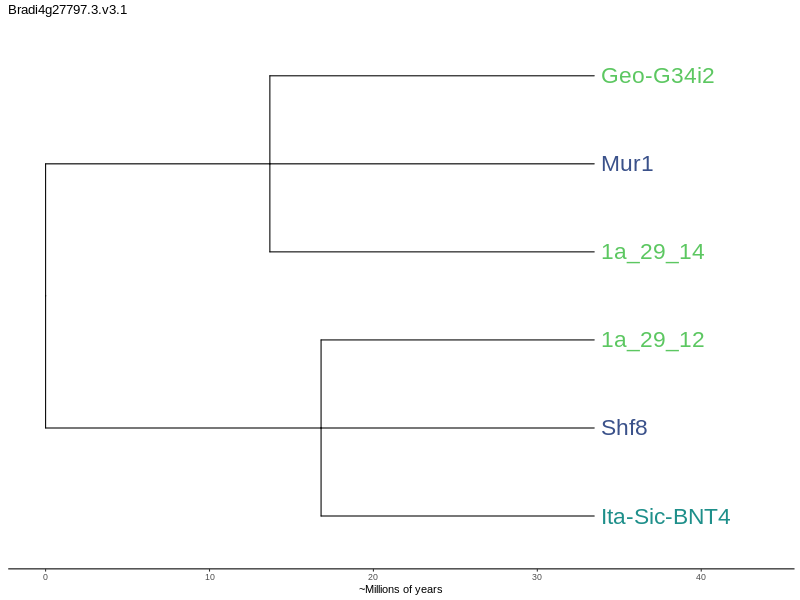 Bradi4g27797.3.v3.1
Geo-G34i2
Mur1
1a_29_14
1a_29_12
Shf8
Ita-Sic-BNT4
0 10 20 30 40
~Millions of years